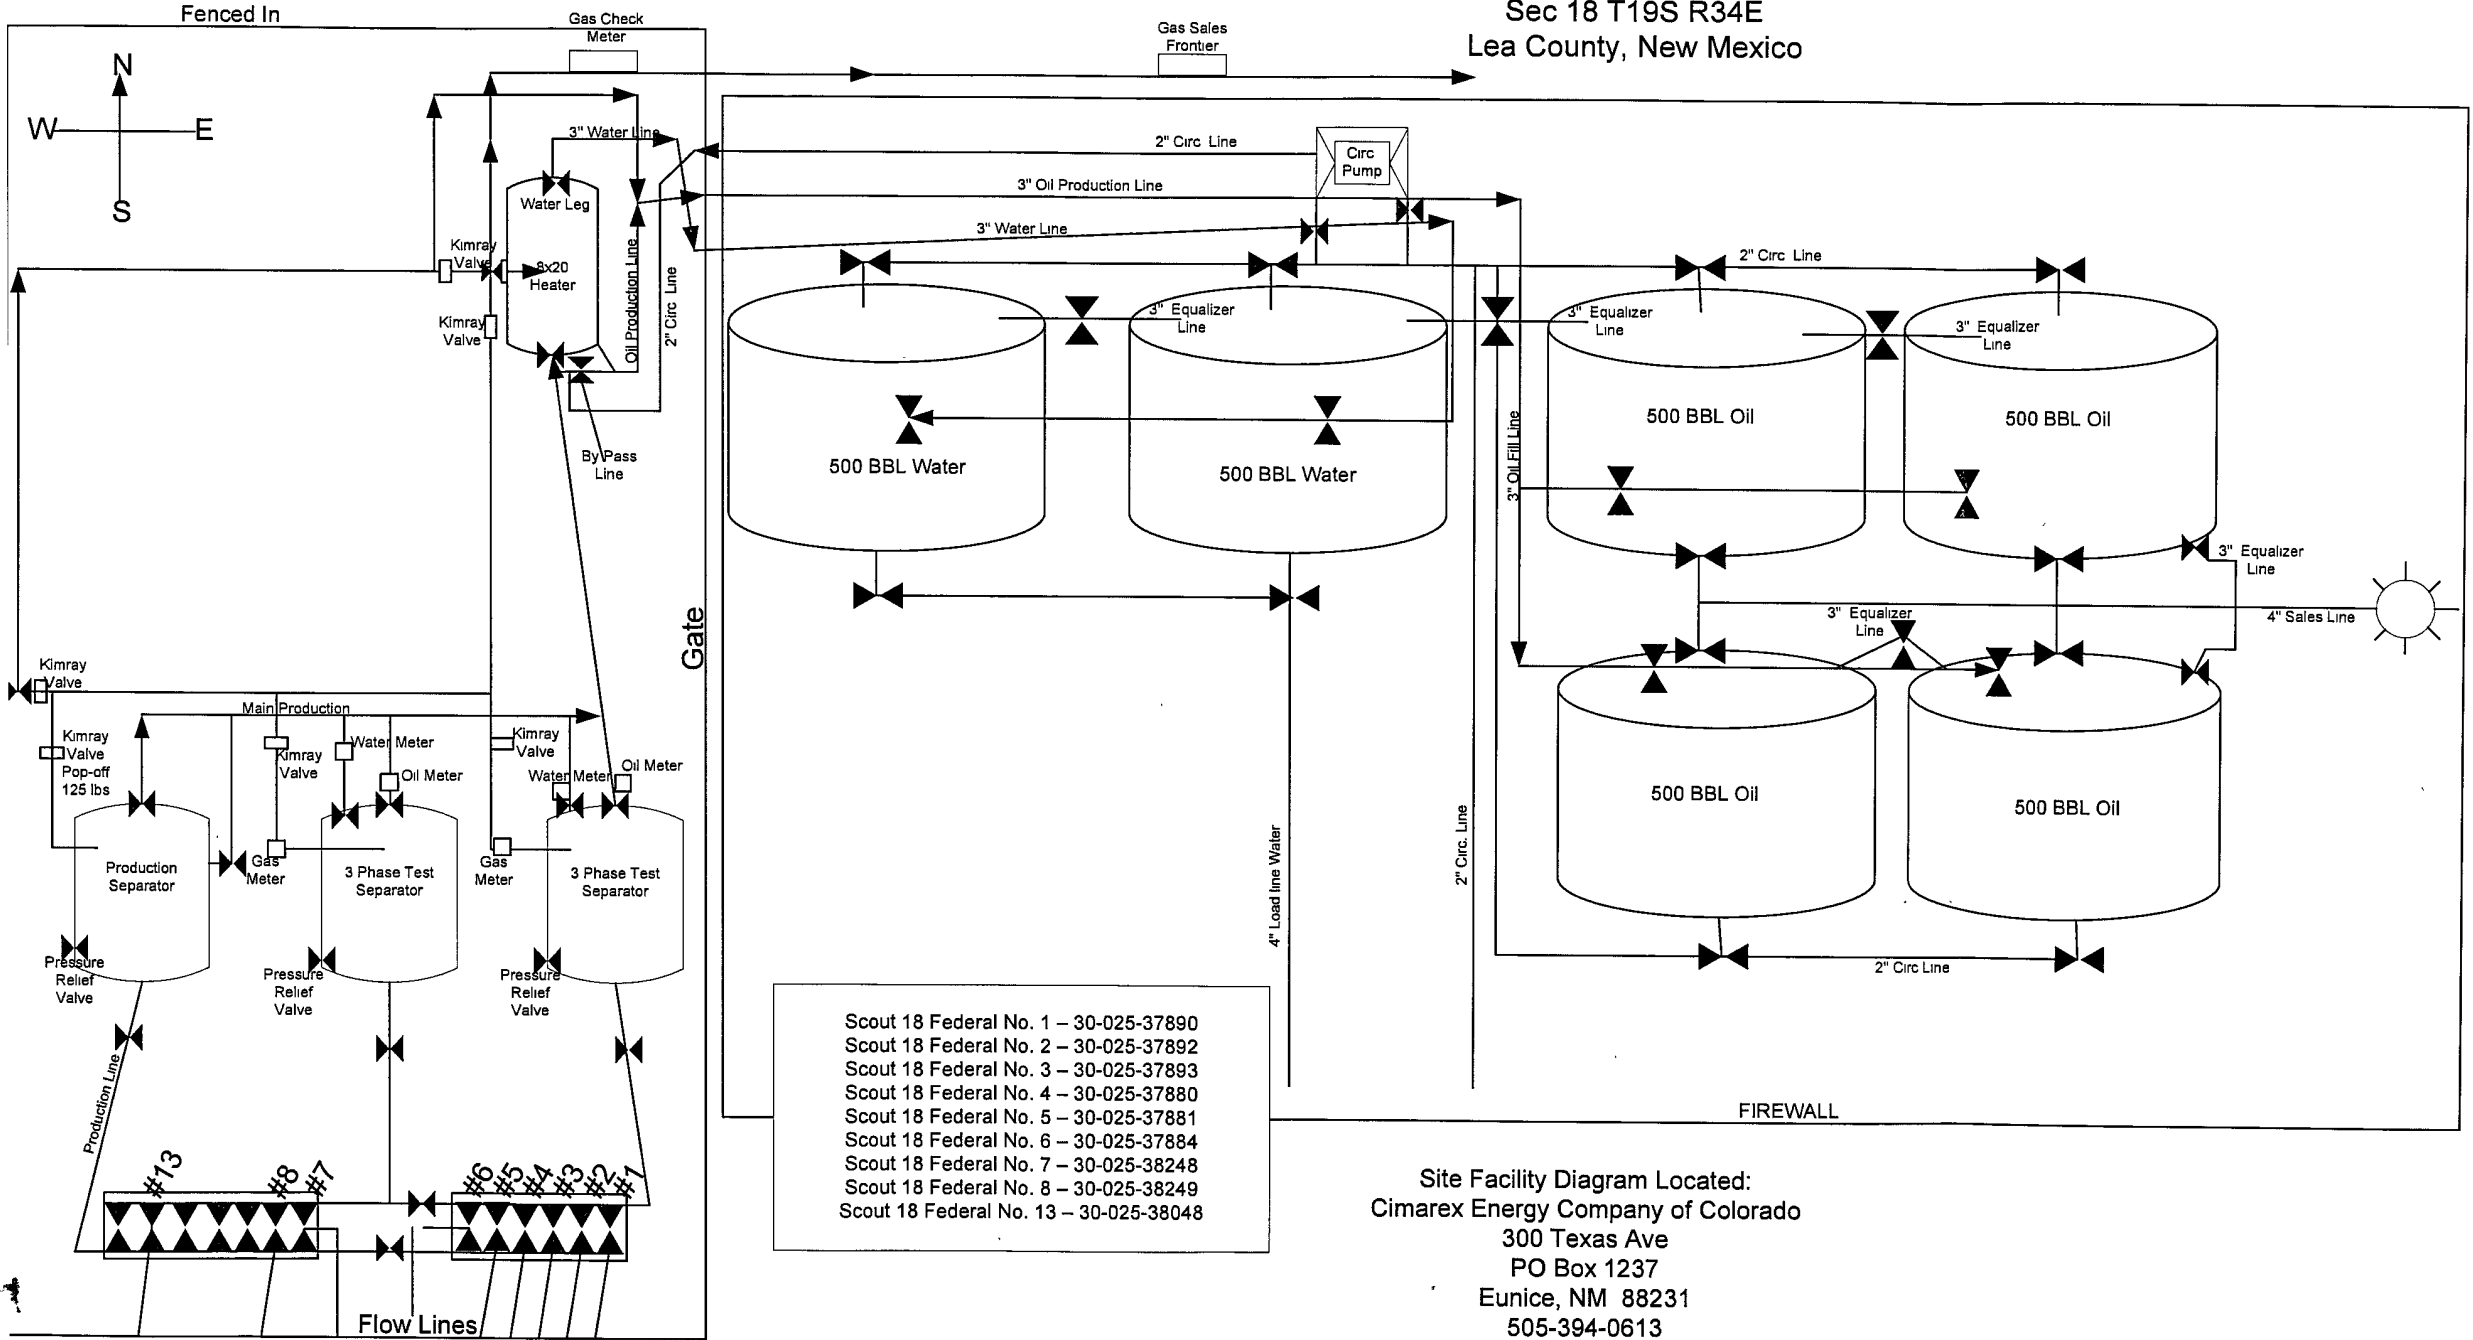 Fenced In
Gas Check
Meter
Gas Sales
Frontier
Sec 18 T19S R34E
Lea County, New Mexico
N
W
E
S
3" Water Line
2" Circ Line
Circ
Pump
Water Leg
3" Oil Production Line
3" Water Line
Kimray
Valve
8x20
Heater
Oil Production Line
2" Circ Line
2" Circ Line
Kimray
Valve
3" Equalizer
Line
3" Equalizer
Line
3" Equalizer
Line
By Pass
Line
500 BBL Water
500 BBL Water
3" Oil Fill Line
500 BBL Oil
500 BBL Oil
3" Equalizer
Line
Gate
3" Equalizer
Line
4" Sales Line
Kimray
Valve
Main Production
Kimray
Valve
Pop-off
125 lbs
Kimray
Valve
Water Meter
Oil Meter
Kimray
Valve
Water Meter
Oil Meter
500 BBL Oil
500 BBL Oil
Production
Separator
Gas
Meter
3 Phase Test
Separator
Gas
Meter
3 Phase Test
Separator
4" Load line Water
2" Circ. Line
2" Circ Line
Pressure
Relief
Valve
Pressure
Relief
Valve
Pressure
Relief
Valve
Production Line
Scout 18 Federal No. 1 – 30-025-37890
Scout 18 Federal No. 2 – 30-025-37892
Scout 18 Federal No. 3 – 30-025-37893
Scout 18 Federal No. 4 – 30-025-37880
Scout 18 Federal No. 5 – 30-025-37881
Scout 18 Federal No. 6 – 30-025-37884
Scout 18 Federal No. 7 – 30-025-38248
Scout 18 Federal No. 8 – 30-025-38249
Scout 18 Federal No. 13 – 30-025-38048
FIREWALL
#13
#8
#7
#6
#5
#4
#3
#2
#1
Flow Lines
Site Facility Diagram Located:
Cimarex Energy Company of Colorado
300 Texas Ave
PO Box 1237
Eunice, NM 88231
505-394-0613